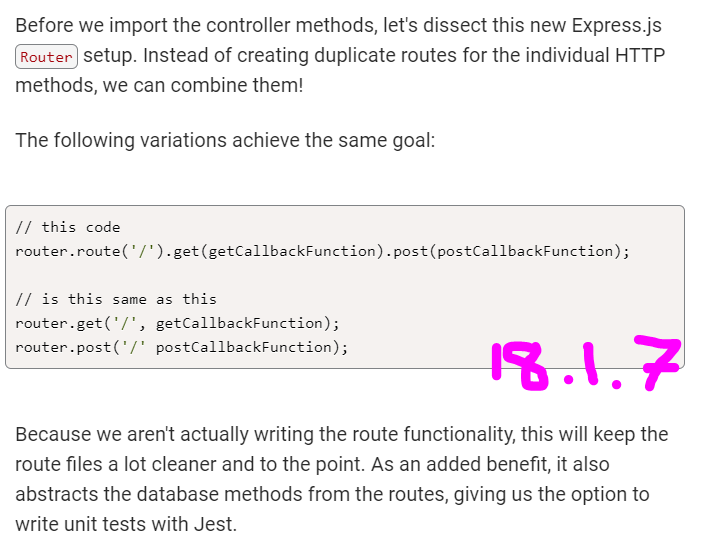 Before we import the controller methods, let's dissect this new Express.js
Router setup. Instead of creating duplicate routes for the individual HTTP
methods, we can combine them!
The following variations achieve the same goal:
// this code
router.route('/').get(getCallbackFunction).post(postCallbackFunction);
// is this same as this
router.get('/', getCallbackFunction);
router.post('/' postCallbackFunction);
18.1.7
Because we aren't actually writing the route functionality, this will keep the
route files a lot cleaner and to the point. As an added benefit, it also
abstracts the database methods from the routes, giving us the option to
write unit tests with Jest.